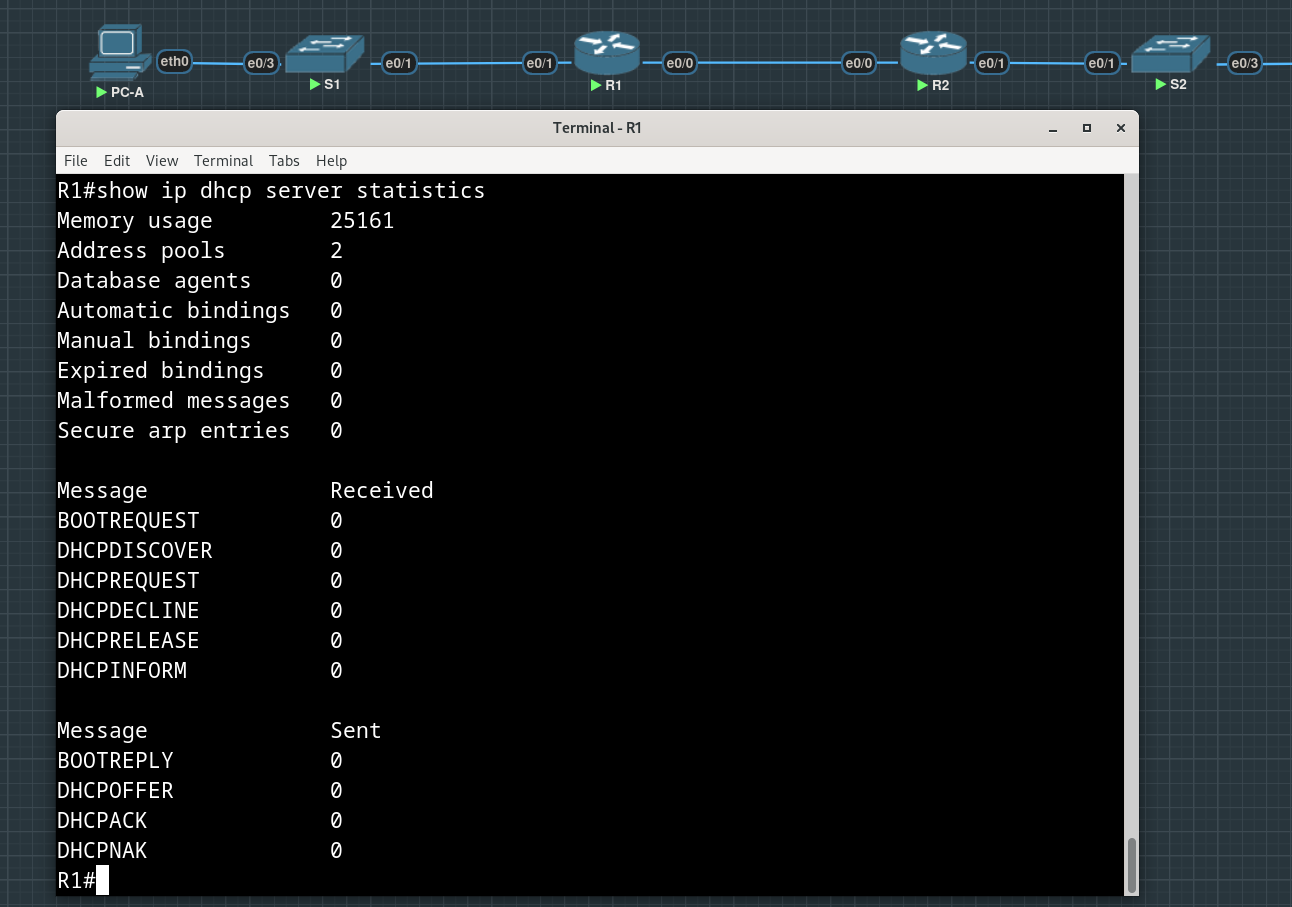 eth0 e0/3 e0/1 e0/1 e0/0 e0/0 e0/1 e0/1 e0/3
PC-A S1 R1 R2 S2
Terminal - R1
File Edit View Terminal Tabs Help
R1#show ip dhcp server statistics
Memory usage 25161
Address pools 2
Database agents 0
Automatic bindings 0
Manual bindings 0
Expired bindings 0
Malformed messages 0
Secure arp entries 0
Message Received
BOOTREQUEST 0
DHCPDISCOVER 0
DHCPREQUEST 0
DHCPDECLINE 0
DHCPRELEASE 0
DHCPINFORM 0
Message Sent
BOOTREPLY 0
DHCPOFFER 0
DHCPACK 0
DHCPNAK 0
R1#